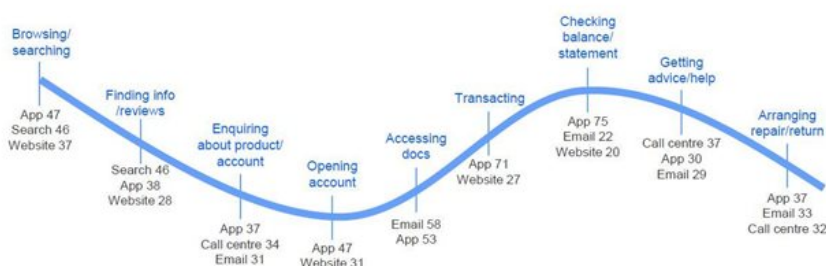 Browsing/
searching
App 47
Search 46
Website 37
Finding info
/reviews
Search 46
App 38
Website 28
Enquiring
about product/
account
App 37
Call centre 34
Email 31
Opening
account
App 47
Website 31
Accessing
docs
Email 58
App 53
Transacting
App 71
Website 27
Checking
balance/
statement
App 75
Email 22
Website 20
Getting
advice/help
Call centre 37
App 30
Email 29
Arranging
repair/return
App 37
Email 33
Call centre 32